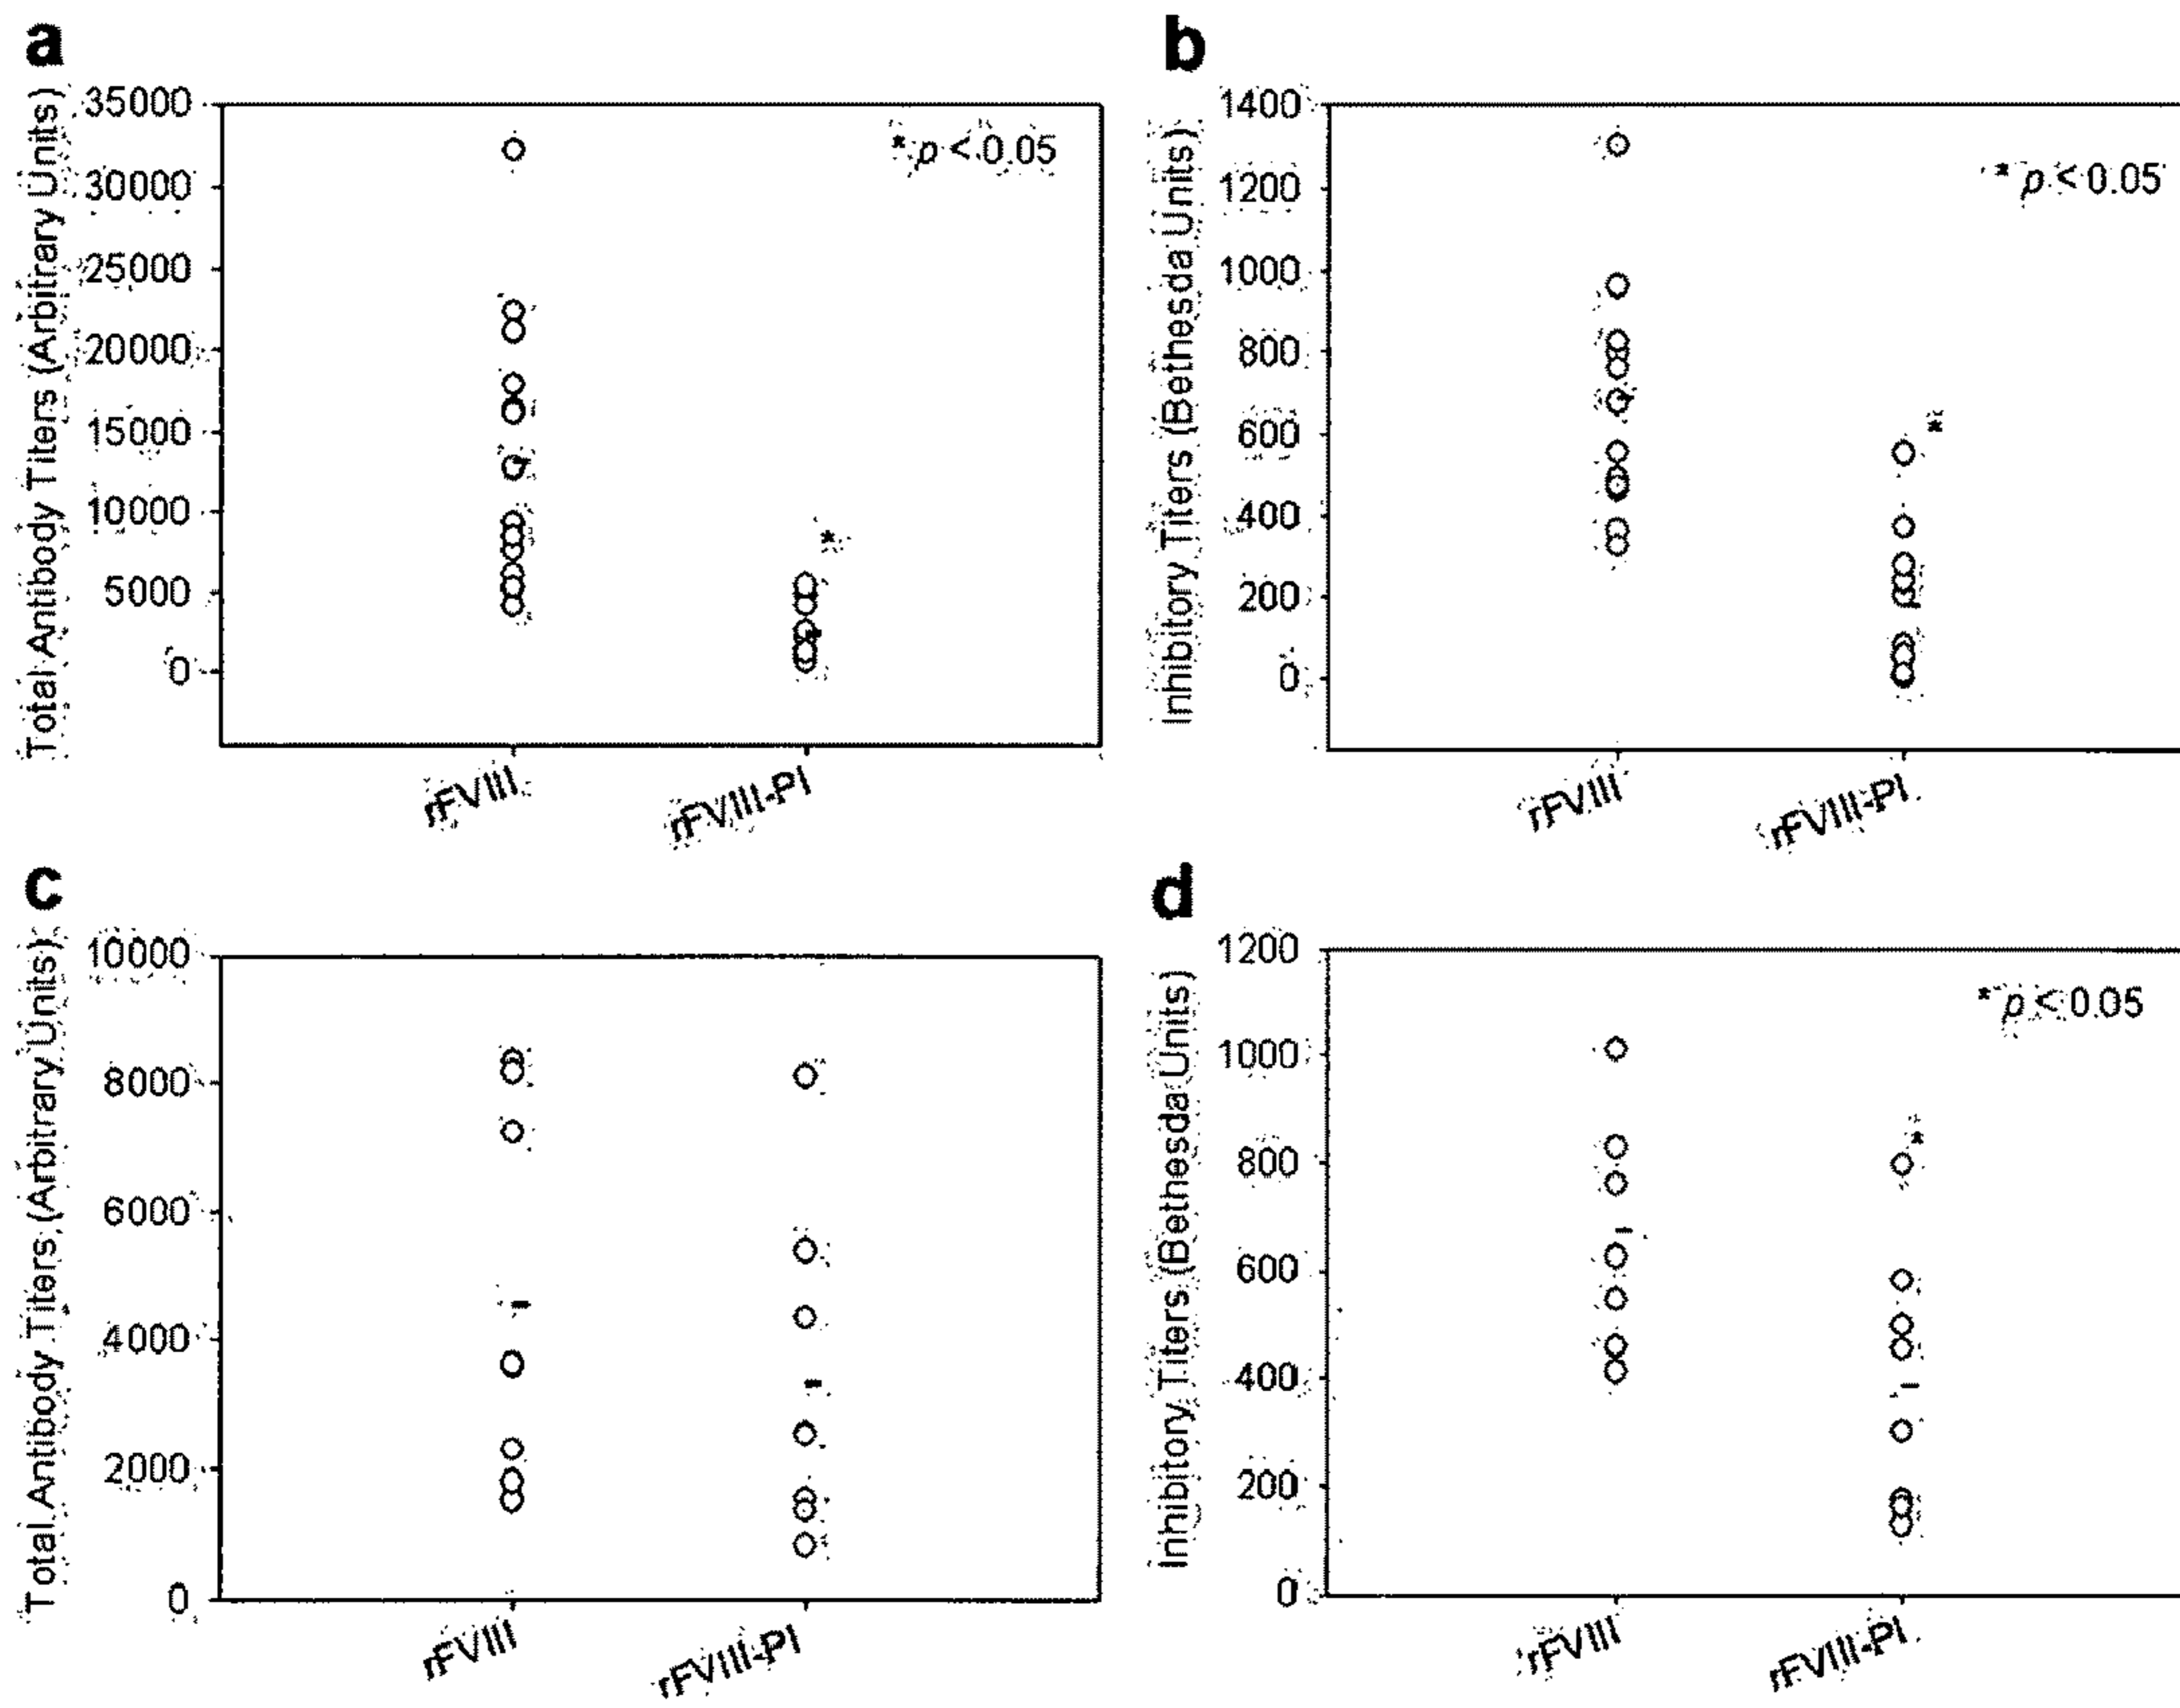 a
Total Antibody Titers (Arbitrary Units)
35000
30000
25000
20000
15000
10000
5000
0
* p < 0.05
*
rFVIII
rFVIII-PI
b
Inhibitory Titers (Bethesda Units)
1400
1200
1000
800
600
400
200
0
* p < 0.05
*
rFVIII
rFVIII-PI
c
Total Antibody Titers (Arbitrary Units)
10000
8000
6000
4000
2000
0
rFVIII
rFVIII-PI
d
Inhibitory Titers (Bethesda Units)
1200
1000
800
600
400
200
0
* p < 0.05
*
rFVIII
rFVIII-PI